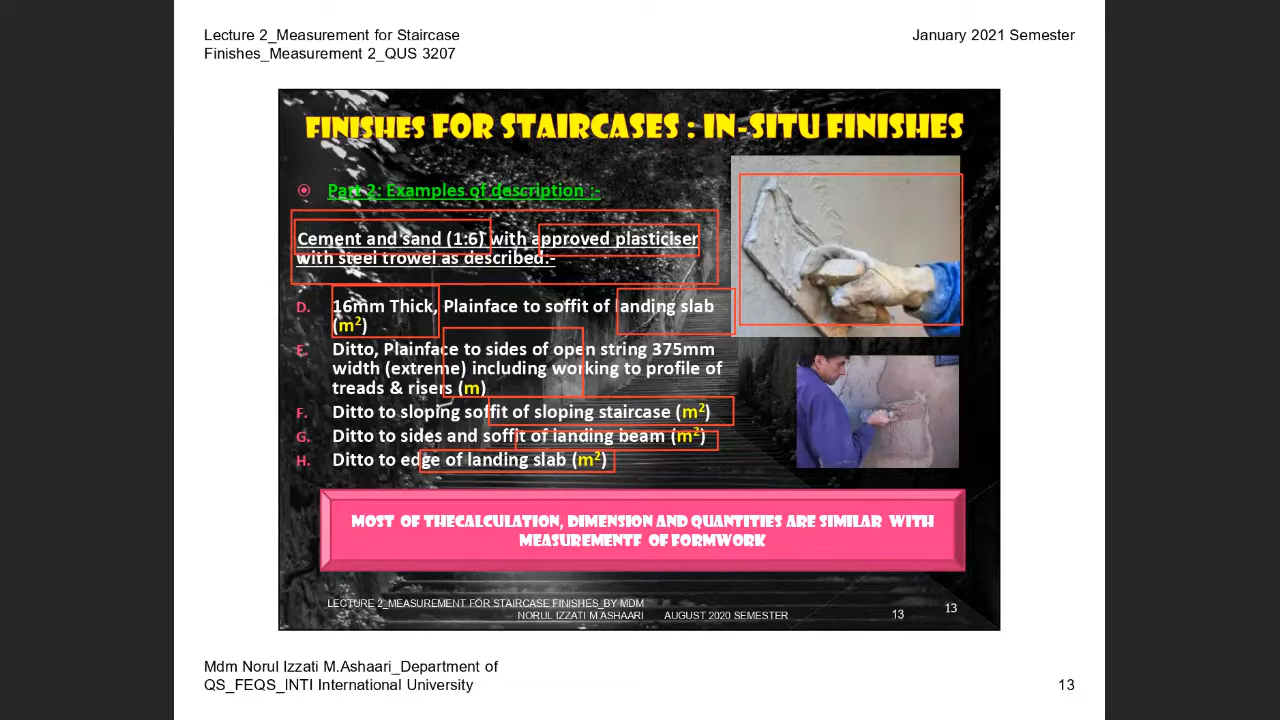 Lecture 2_Measurement for Staircase
Finishes_Measurement 2_QUS 3207
January 2021 Semester
FINISHES FOR STAIRCASES : IN-SITU FINISHES
Part 2: Examples of description :-
Cement and sand (1:6) with approved plasticiser
with steel trowel as described:-
D. 16mm Thick, Plainface to soffit of landing slab
(m²)
E. Ditto, Plainface to sides of open string 375mm
width (extreme) including working to profile of
treads & risers (m)
F. Ditto to sloping soffit of sloping staircase (m²)
G. Ditto to sides and soffit of landing beam (m²)
H. Ditto to edge of landing slab (m²)
MOST OF THECALCULATION, DIMENSION AND QUANTITIES ARE SIMILAR WITH
MEASUREMENTF OF FORMWORK
LECTURE 2_MEASUREMENT FOR STAIRCASE FINISHES_BY MDM
NORUL IZZATI M.ASHAARI
AUGUST 2020 SEMESTER
13
13
Mdm Norul Izzati M.Ashaari_Department of
QS_FEQS_INTI International University
13